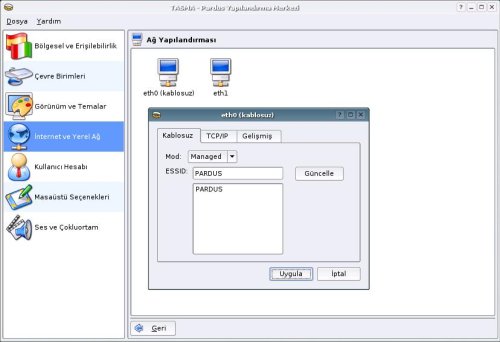 TASMA - Pardus Yapılandırma Merkezi
Dosya Yardım
Bölgesel ve Erişilebilirlik
Çevre Birimleri
Görünüm ve Temalar
İnternet ve Yerel Ağ
Kullanıcı Hesabı
Masaüstü Seçenekleri
Ses ve Çokluortam
Ağ Yapılandırması
eth0 (kablosuz) eth1
eth0 (kablosuz)
Kablosuz TCP/IP Gelişmiş
Mod: Managed
ESSID: PARDUS Güncelle
PARDUS
Uygula İptal
Geri